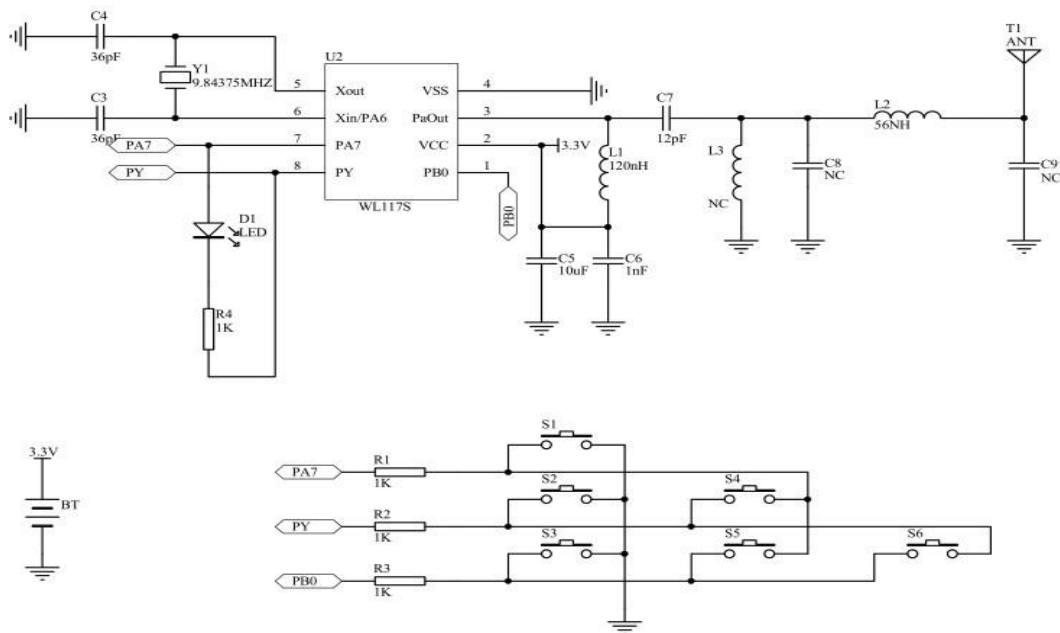 C4
36pF
Y1
9.84375MHZ
C3
36pF
PA7
PY
U2
5
Xout
6
Xin/PA6
7
PA7
8
PY
VSS
4
PaOut
3
VCC
2
PB0
1
WL117S
3.3V
PB0
L1
120nH
C7
12pF
L3
NC
C8
NC
L2
56NH
T1
ANT
C9
NC
D1
LED
R4
1K
C5
10uF
C6
1nF
3.3V
BT
PA7
R1
1K
PY
R2
1K
PB0
R3
1K
S1
S2
S3
S4
S5
S6